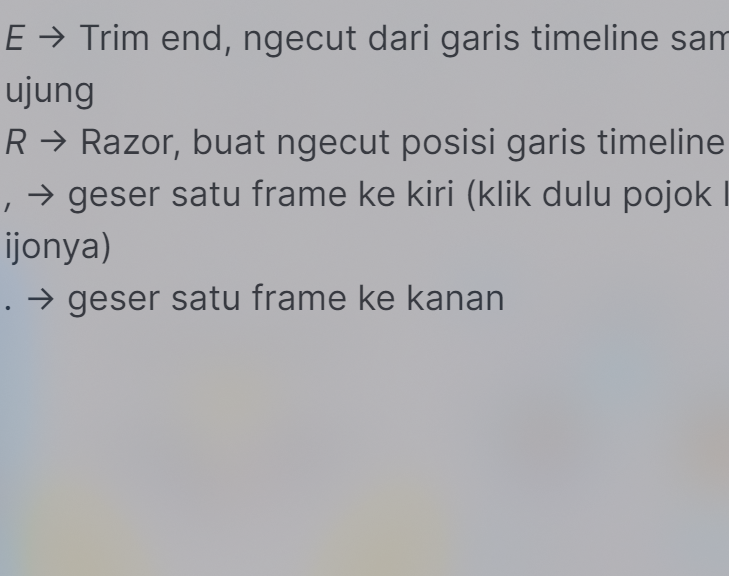 E → Trim end, ngecut dari garis timeline
ujung
R → Razor, buat ngecut posisi garis timeline
, → geser satu frame ke kiri (klik dulu pojok
ijonya)
. → geser satu frame ke kanan